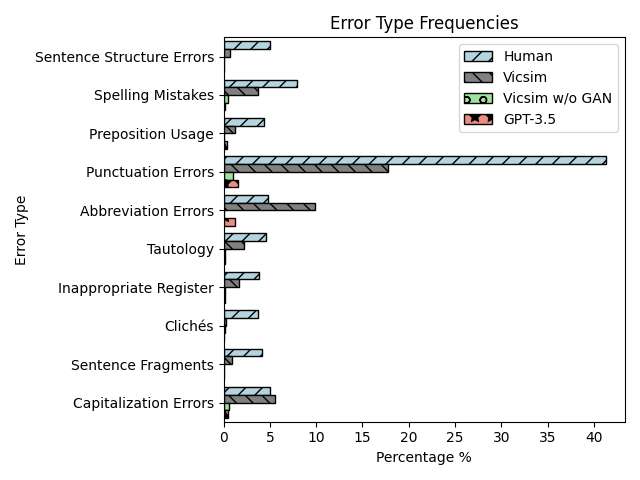 Error Type Frequencies
Human
Vicsim
Vicsim w/o GAN
GPT-3.5
Error Type
Sentence Structure Errors
Spelling Mistakes
Preposition Usage
Punctuation Errors
Abbreviation Errors
Tautology
Inappropriate Register
Clichés
Sentence Fragments
Capitalization Errors
0 5 10 15 20 25 30 35 40
Percentage %